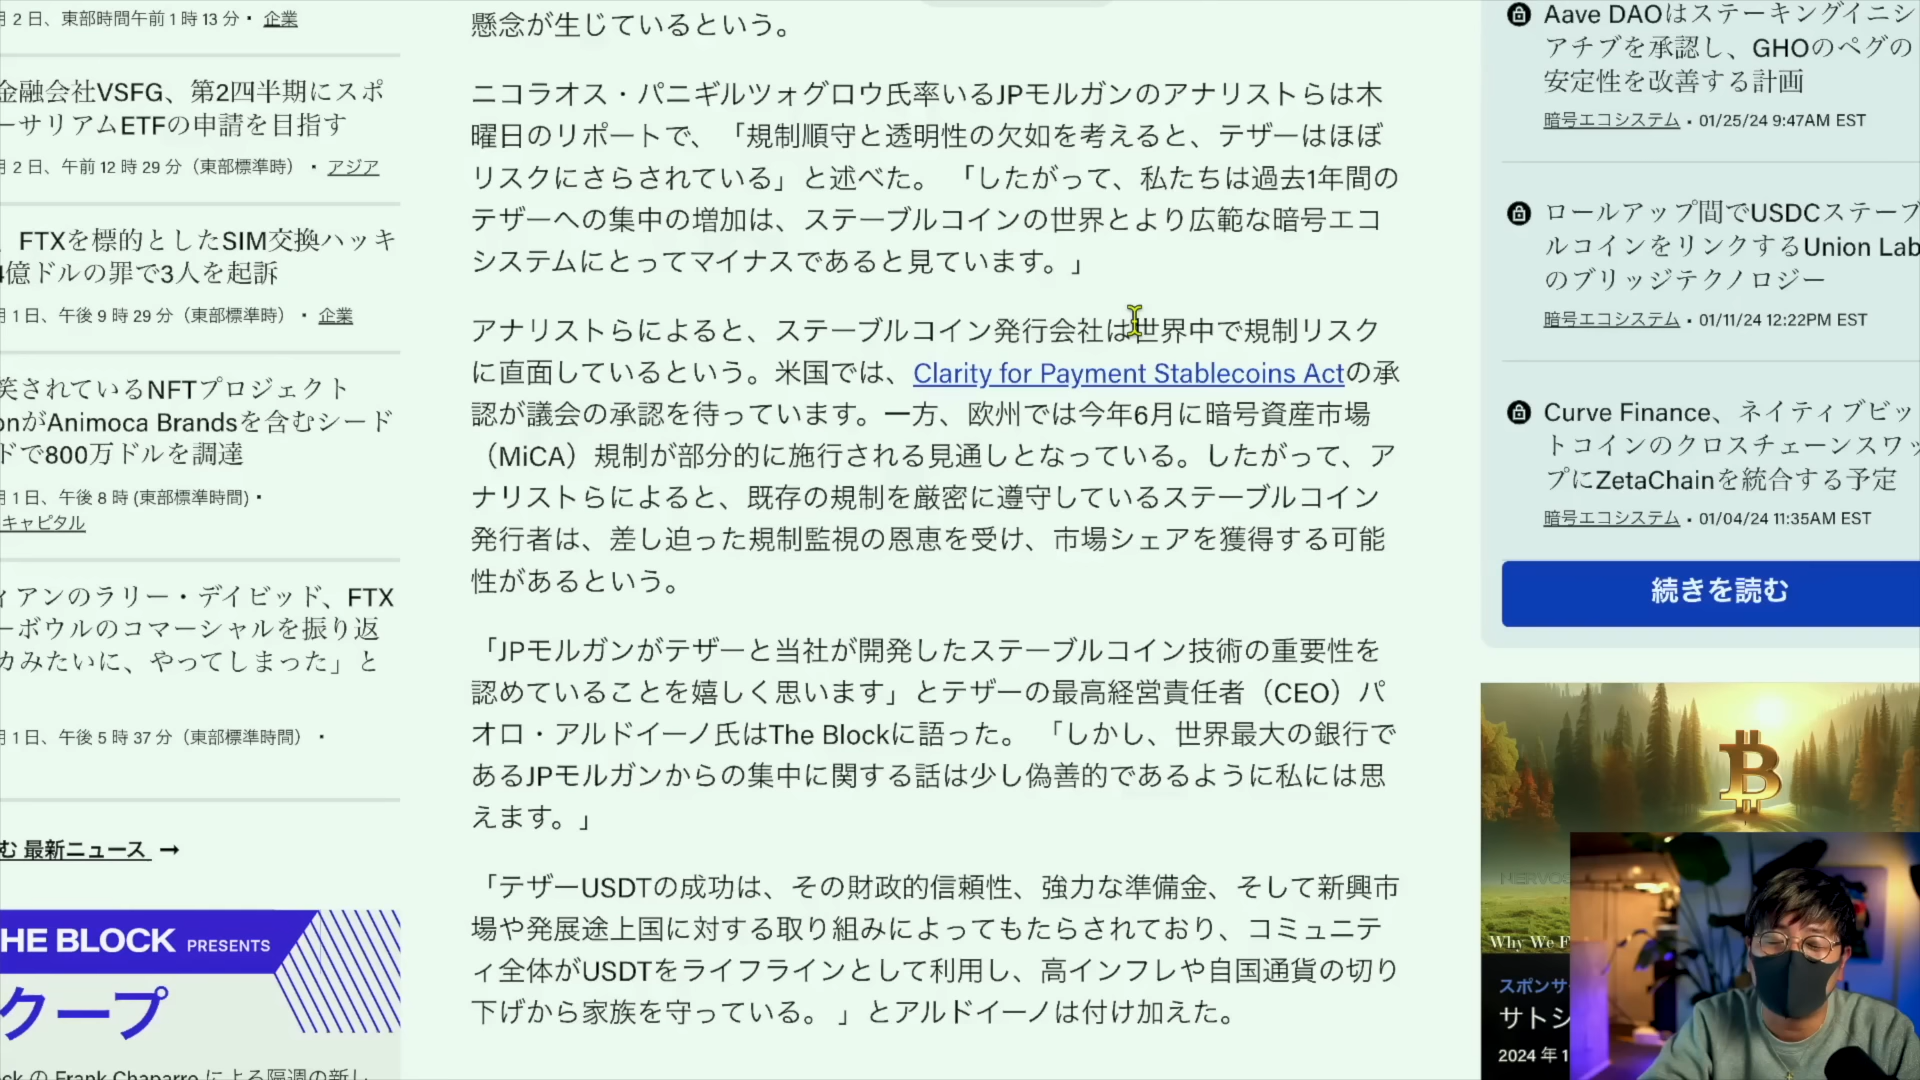 月 2 日、東部時間午前 1 時 13 分 • 企業
金融会社VSFG、第2四半期にスポ
ーサリアムETFの申請を目指す
月 2 日、午前 12 時 29 分（東部標準時） • アジア
、FTXを標的としたSIM交換ハッキ
4億ドルの罪で3人を起訴
月 1 日、午後 9 時 29 分（東部標準時） • 企業
笑されているNFTプロジェクト
onがAnimoca Brandsを含むシード
ドで800万ドルを調達
月 1 日、午後 8 時 (東部標準時間) •
キャピタル
ィアンのラリー・デイビッド、FTX
ーボウルのコマーシャルを振り返
カみたいに、やってしまった」と
月 1 日、午後 5 時 37 分（東部標準時間） •
む 最新ニュース →
HE BLOCK PRESENTS
クープ
ck の Frank Chaparro による隔週の新し
懸念が生じているという。
ニコラオス・パニギルツォグロウ氏率いるJPモルガンのアナリストらは木
曜日のリポートで、「規制順守と透明性の欠如を考えると、テザーはほぼ
リスクにさらされている」と述べた。 「したがって、私たちは過去1年間の
テザーへの集中の増加は、ステーブルコインの世界とより広範な暗号エコ
システムにとってマイナスであると見ています。」
アナリストらによると、ステーブルコイン発行会社は世界中で規制リスク
に直面しているという。米国では、Clarity for Payment Stablecoins Actの承
認が議会の承認を待っています。一方、欧州では今年6月に暗号資産市場
（MiCA）規制が部分的に施行される見通しとなっている。したがって、ア
ナリストらによると、既存の規制を厳密に遵守しているステーブルコイン
発行者は、差し迫った規制監視の恩恵を受け、市場シェアを獲得する可能
性があるという。
「JPモルガンがテザーと当社が開発したステーブルコイン技術の重要性を
認めていることを嬉しく思います」とテザーの最高経営責任者（CEO）パ
オロ・アルドイーノ氏はThe Blockに語った。 「しかし、世界最大の銀行で
あるJPモルガンからの集中に関する話は少し偽善的であるように私には思
えます。」
「テザーUSDTの成功は、その財政的信頼性、強力な準備金、そして新興市
場や発展途上国に対する取り組みによってもたらされており、コミュニテ
ィ全体がUSDTをライフラインとして利用し、高インフレや自国通貨の切り
下げから家族を守っている。 」とアルドイーノは付け加えた。
Aave DAOはステーキングイニシ
アチブを承認し、GHOのペグの
安定性を改善する計画
暗号エコシステム • 01/25/24 9:47AM EST
ロールアップ間でUSDCステーブ
ルコインをリンクするUnion Lab
のブリッジテクノロジー
暗号エコシステム • 01/11/24 12:22PM EST
Curve Finance、ネイティブビッ
トコインのクロスチェーンスワッ
プにZetaChainを統合する予定
暗号エコシステム • 01/04/24 11:35AM EST
続きを読む
NERVOS
Why We F
スポンサ
サトシ
2024 年 1